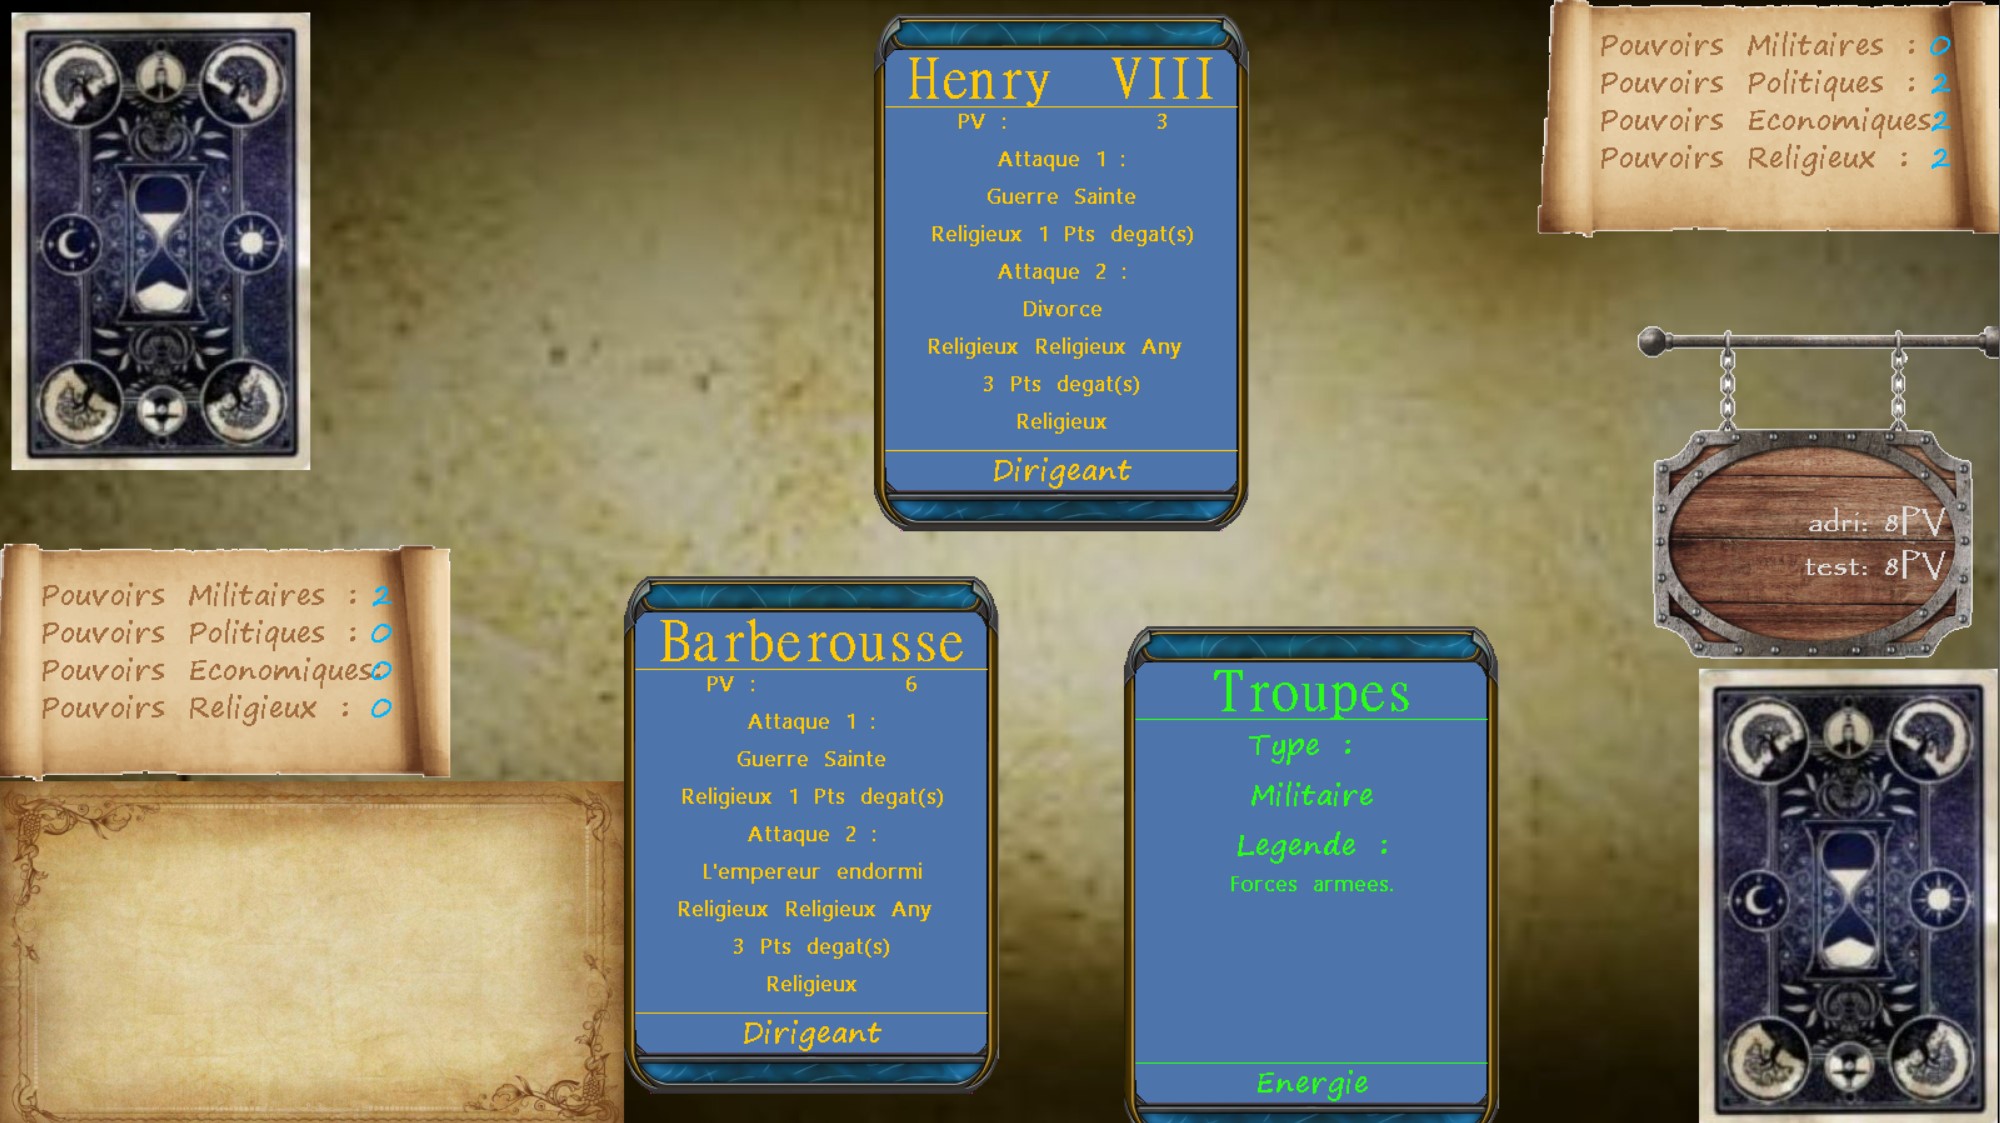 Henry VIII
PV : 3
Attaque 1 :
Guerre Sainte
Religieux 1 Pts degat(s)
Attaque 2 :
Divorce
Religieux Religieux Any
3 Pts degat(s)
Religieux
Dirigeant
Pouvoirs Militaires : 0
Pouvoirs Politiques : 2
Pouvoirs Economiques2
Pouvoirs Religieux : 2
adri: 8PV
test: 8PV
Pouvoirs Militaires : 2
Pouvoirs Politiques : 0
Pouvoirs Economiques:0
Pouvoirs Religieux : 0
Barberousse
PV : 6
Attaque 1 :
Guerre Sainte
Religieux 1 Pts degat(s)
Attaque 2 :
L'empereur endormi
Religieux Religieux Any
3 Pts degat(s)
Religieux
Dirigeant
Troupes
Type :
Militaire
Legende :
Forces armees.
Energie